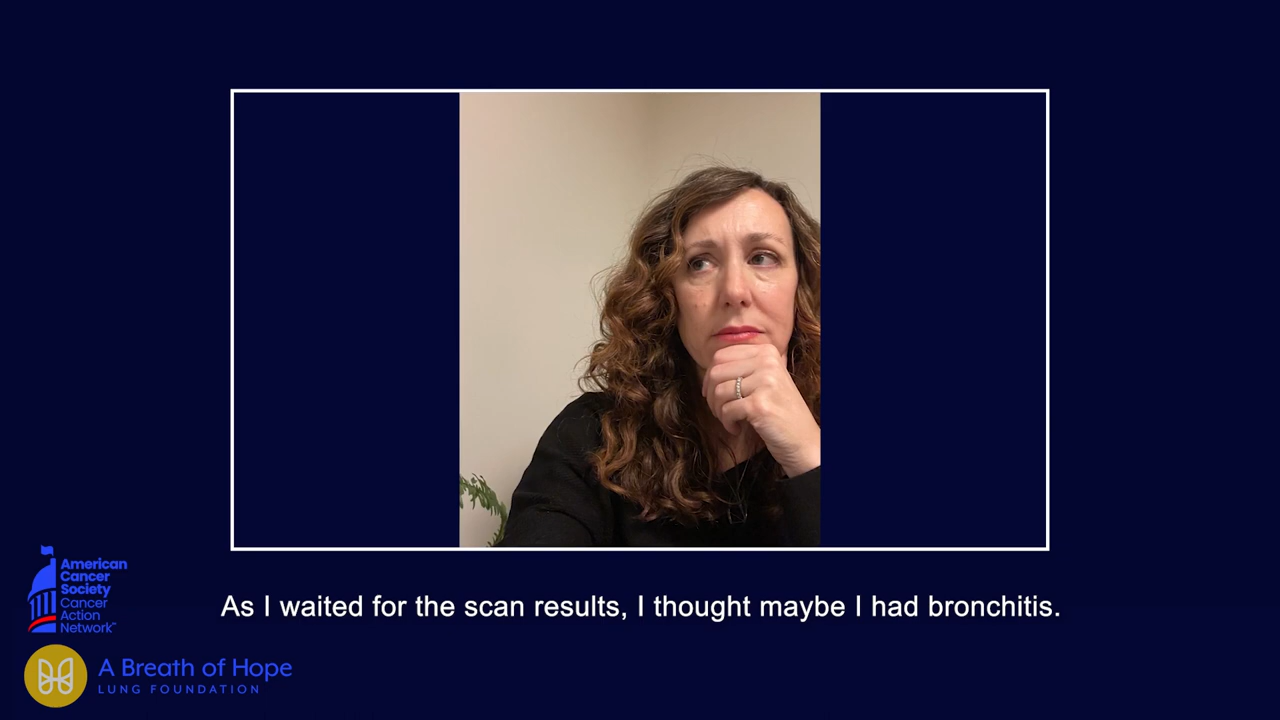 American
Cancer
Society
Cancer
Action
Network™
As I waited for the scan results, I thought maybe I had bronchitis.
A Breath of Hope
LUNG FOUNDATION